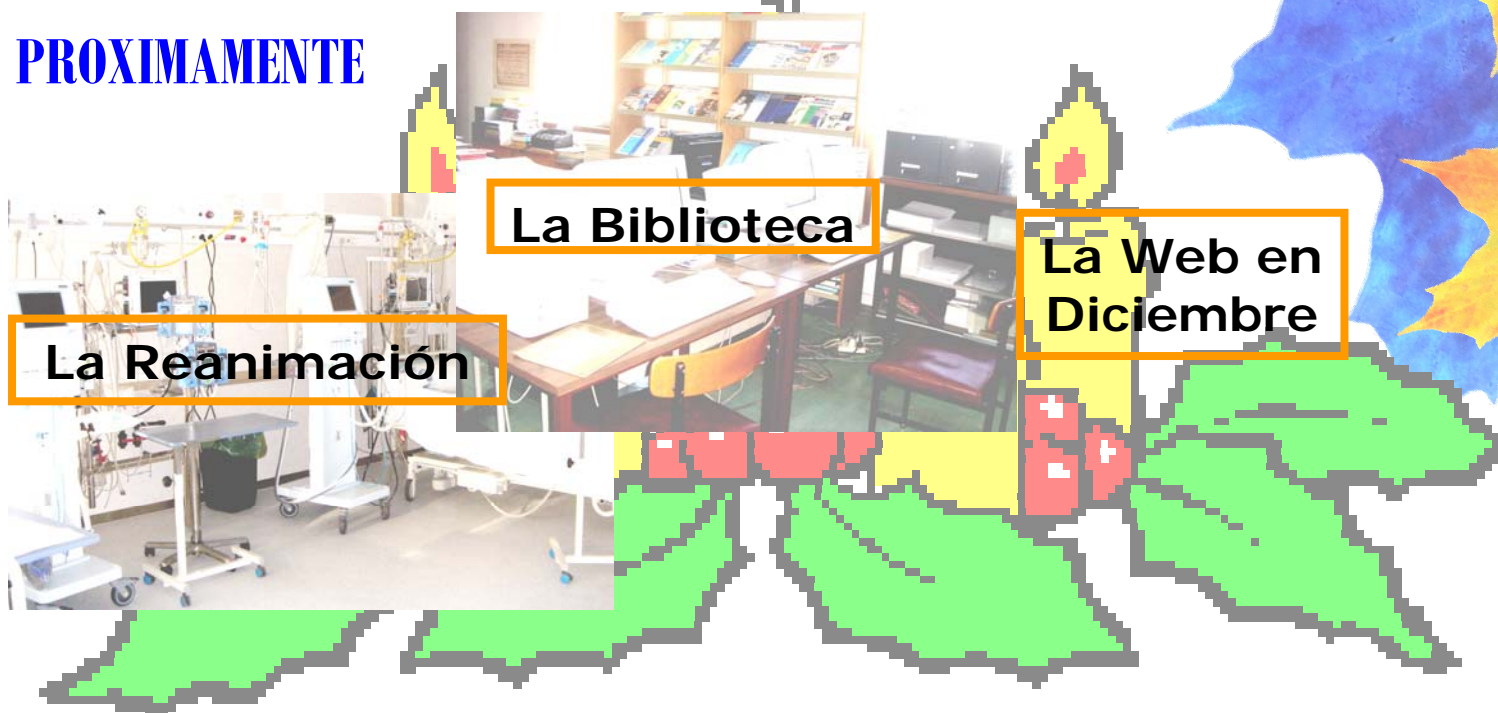 PROXIMAMENTE
La Biblioteca
La Web en
Diciembre
La Reanimación